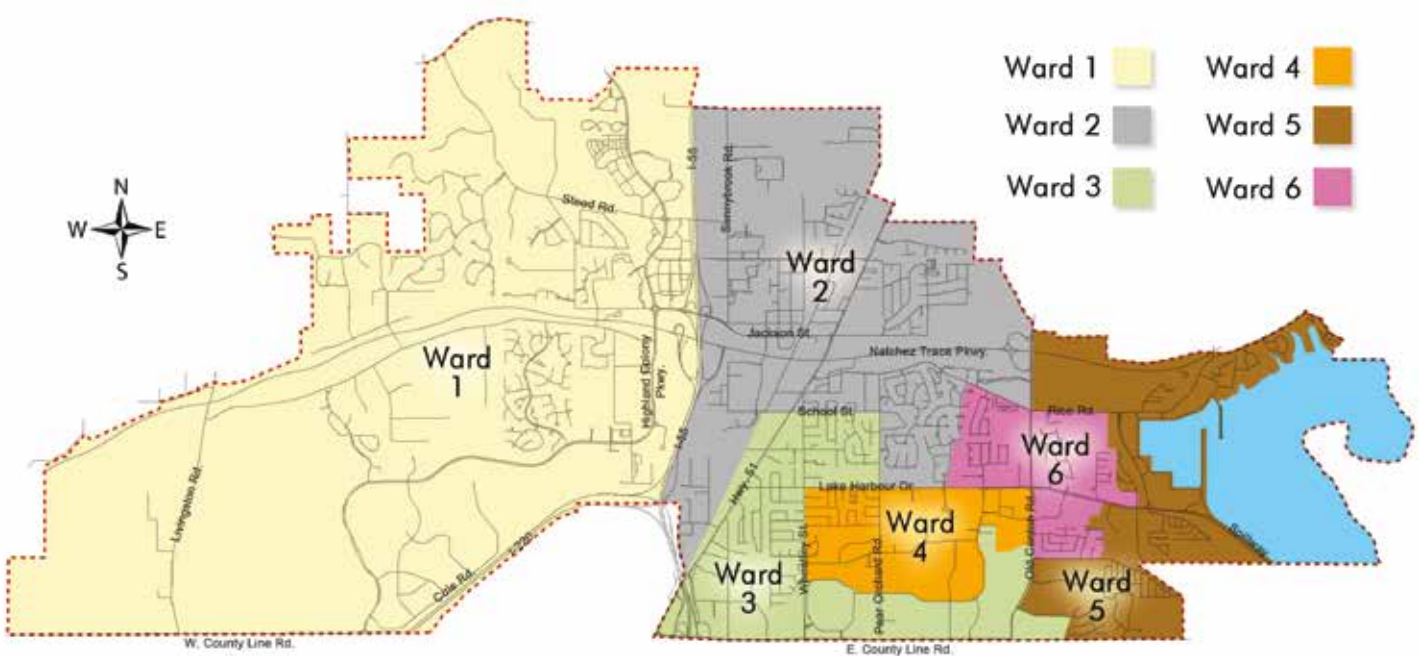 Ward 1
Ward 4
Ward 2
Ward 5
Ward 3
Ward 6
N
W
E
S
I-55
Sunnybrook Rd.
Steed Rd.
Ward
2
Jackson St.
Natchez Trace Pkwy.
Ward
1
Highland Colony
Pkwy.
School St.
Rice Rd.
I-55
Ward
6
Livingston Rd.
Hwy. 51
Lake Harbour Dr.
Ward
4
Old Canton Rd.
Spillway
I-220
Cole Rd.
Wheatley St.
Pear Orchard Rd.
Ward
3
Ward
5
W. County Line Rd.
E. County Line Rd.